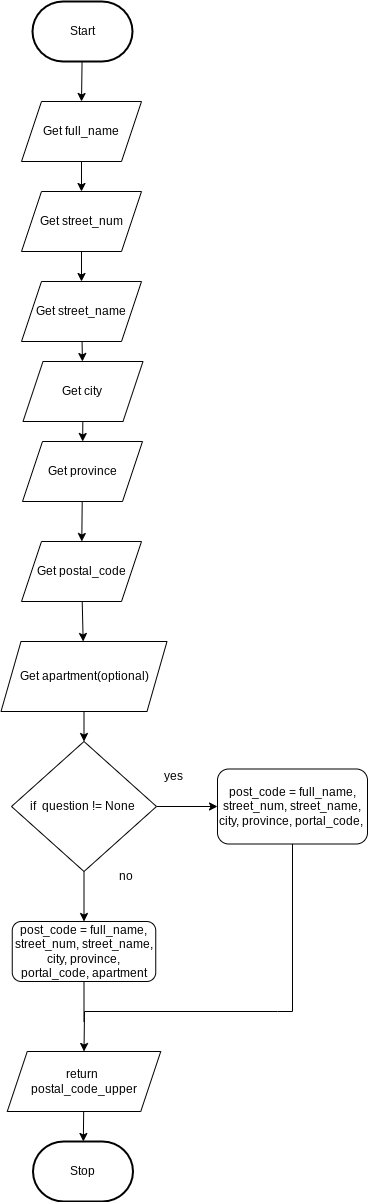 Start
Get full_name
Get street_num
Get street_name
Get city
Get province
Get postal_code
Get apartment(optional)
if  question != None
yes
post_code = full_name,
street_num, street_name,
city, province, portal_code,
no
post_code = full_name,
street_num, street_name,
city, province,
portal_code, apartment
return
postal_code_upper
Stop